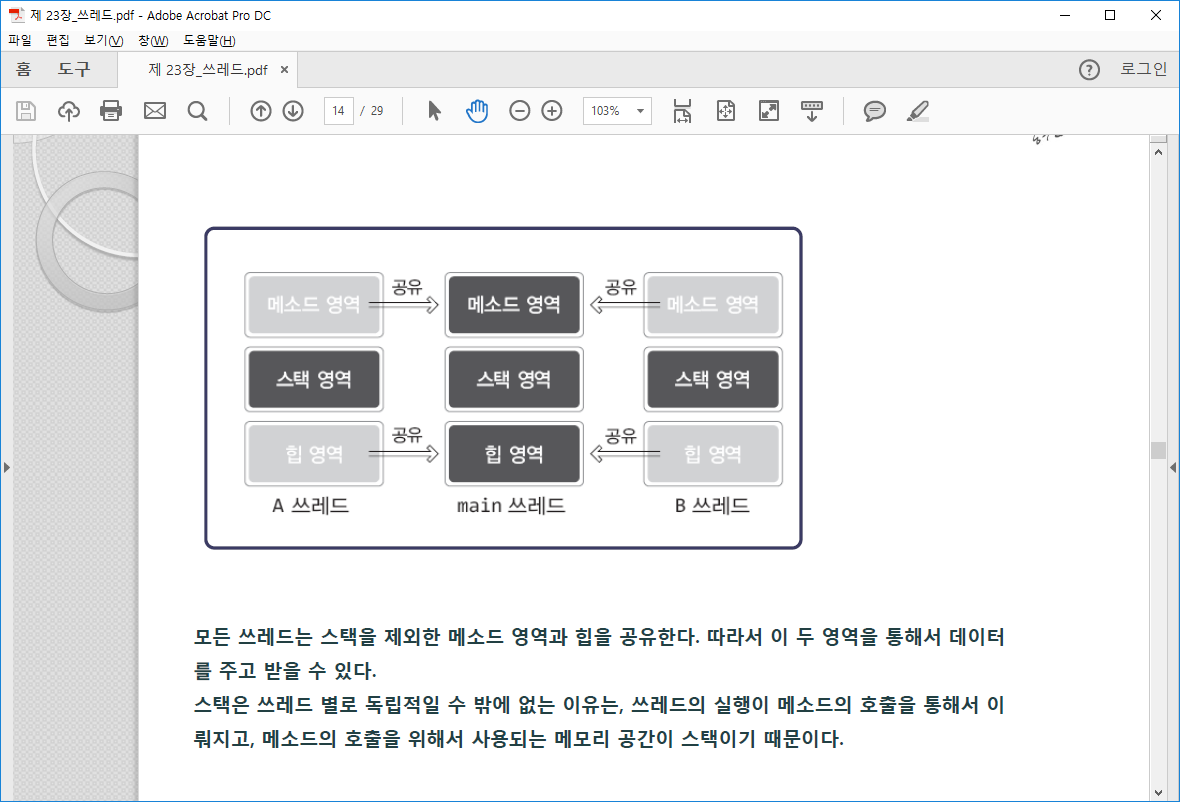 제 23장_쓰레드.pdf - Adobe Acrobat Pro DC
파일 편집 보기(V) 창(W) 도움말(H)
홈 도구 제 23장_쓰레드.pdf × ? 로그인
14 / 29 103%
메소드 영역 공유 메소드 영역 공유 메소드 영역
스택 영역 스택 영역 스택 영역
힙 영역 공유 힙 영역 공유 힙 영역
A 쓰레드 main 쓰레드 B 쓰레드
모든 쓰레드는 스택을 제외한 메소드 영역과 힙을 공유한다. 따라서 이 두 영역을 통해서 데이터
를 주고 받을 수 있다.
스택은 쓰레드 별로 독립적일 수 밖에 없는 이유는, 쓰레드의 실행이 메소드의 호출을 통해서 이
뤄지고, 메소드의 호출을 위해서 사용되는 메모리 공간이 스택이기 때문이다.